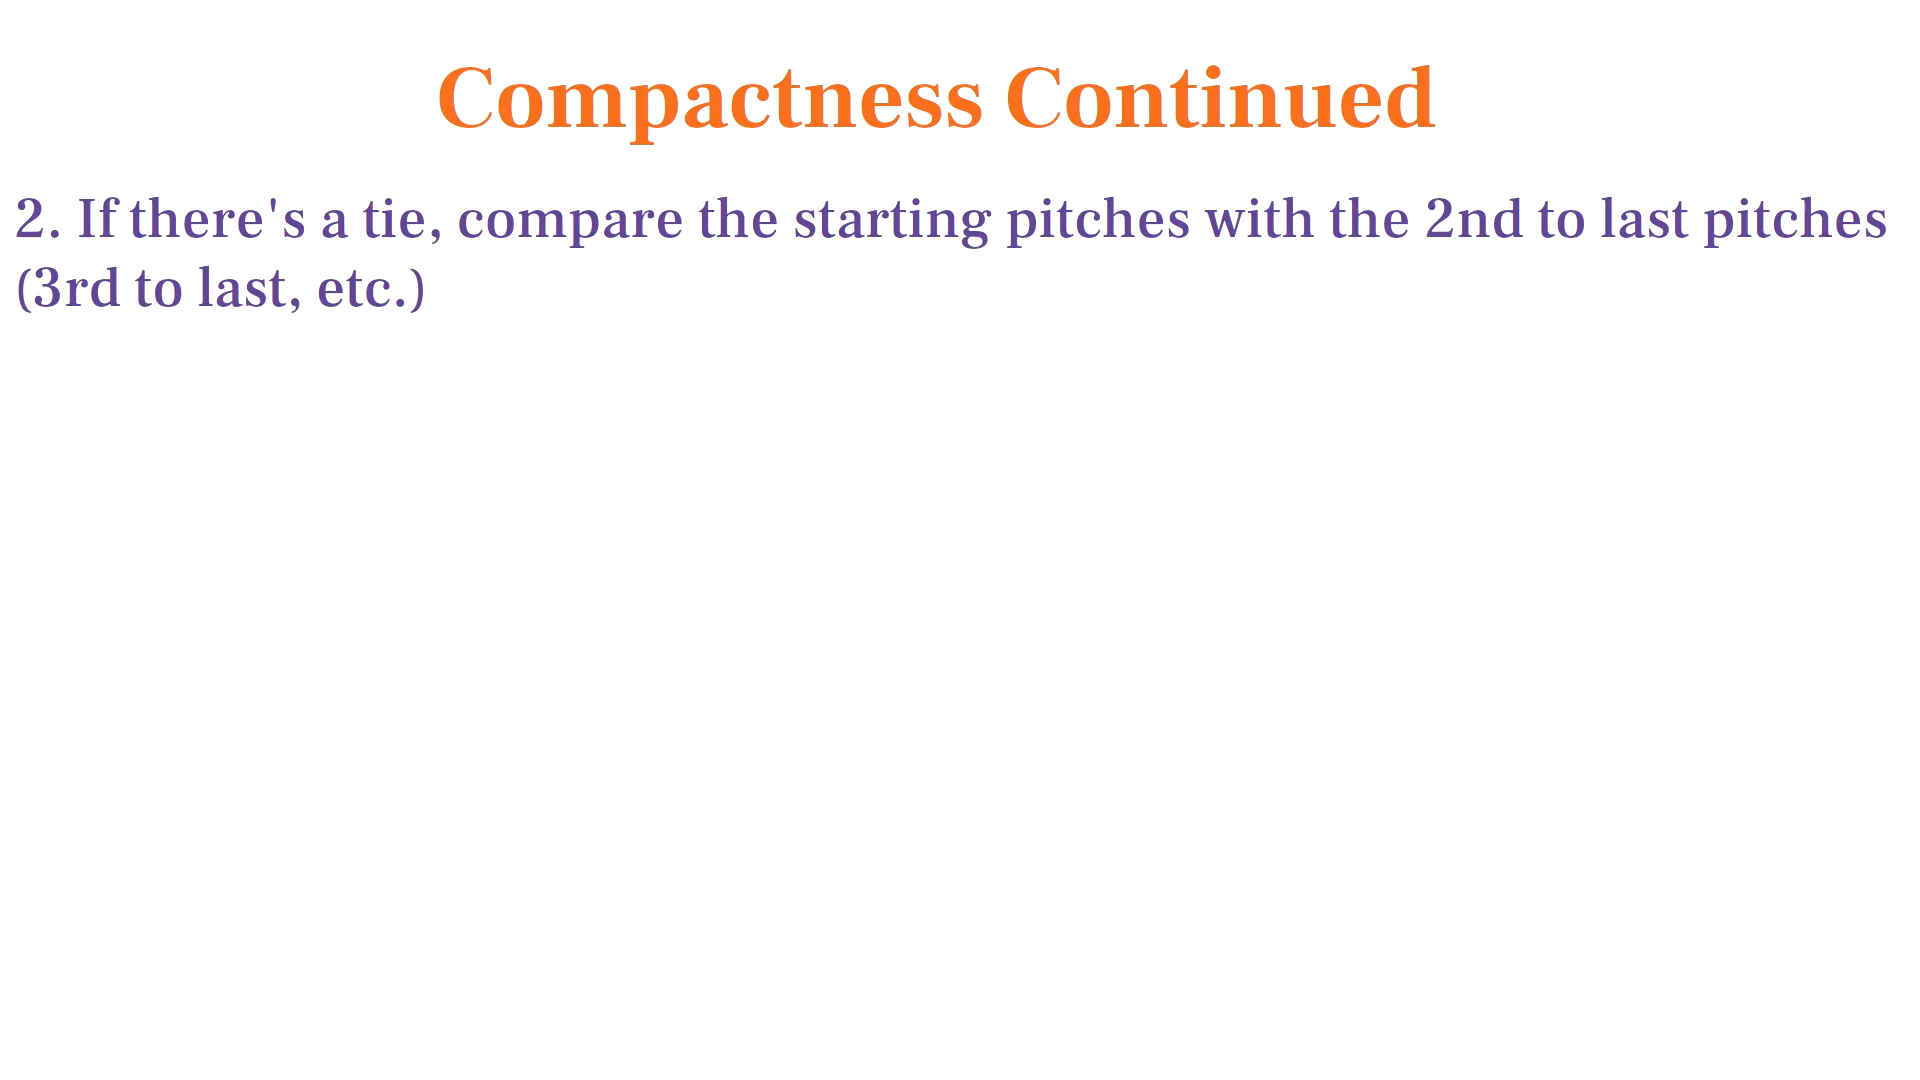 Compactness Continued
2. If there's a tie, compare the starting pitches with the 2nd to last pitches
(3rd to last, etc.)